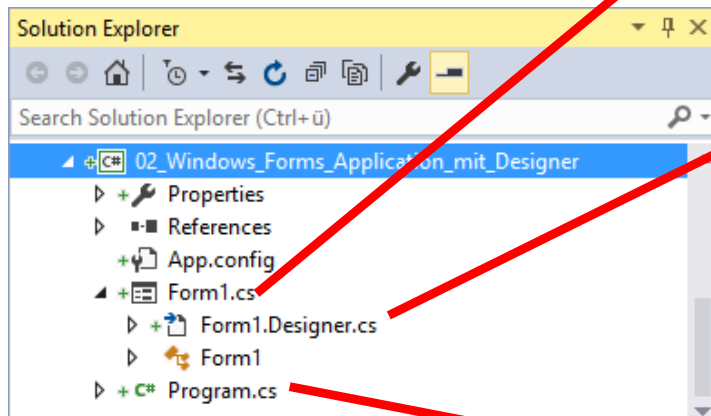 Solution Explorer
Search Solution Explorer (Ctrl+ü)
C# 02_Windows_Forms_Application_mit_Designer
Properties
References
App.config
Form1.cs
Form1.Designer.cs
Form1
C# Program.cs